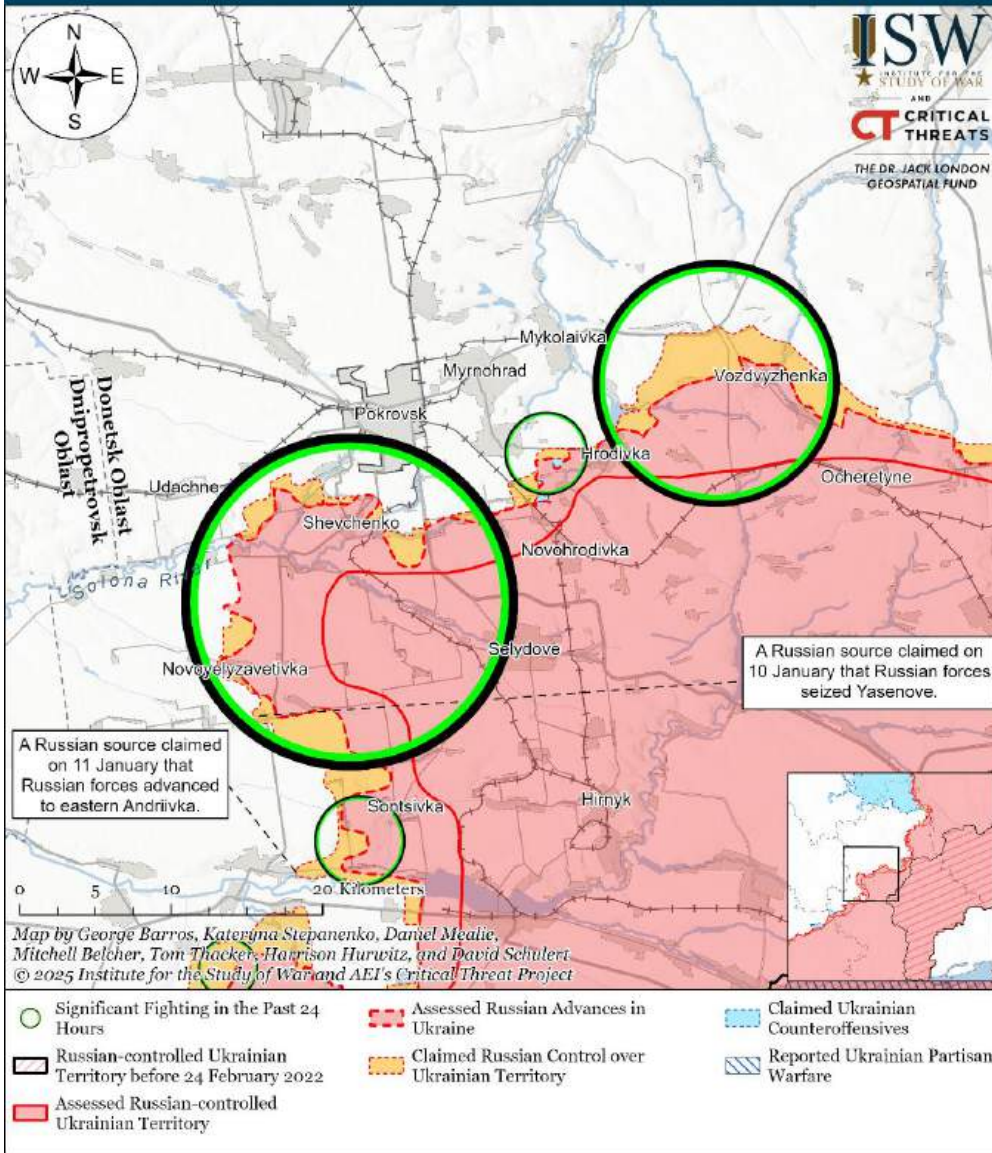 N
W E
S
ISW
INSTITUTE FOR THE
STUDY OF WAR
AND
CT CRITICAL
THREATS
THE DR. JACK LONDON
GEOSPATIAL FUND
Mykolaivka
Myrnohrad
Vozdvyzhenka
Pokrovsk
Donetsk Oblast
Dnipropetrovsk
Oblast
Hrodivka
Udachne
Ocheretyne
Shevchenko
Novohrodivka
Solona River
Selydove
Novoyelyzavetivka
A Russian source claimed on
10 January that Russian forces
seized Yasenove.
A Russian source claimed
on 11 January that
Russian forces advanced
to eastern Andriivka.
Sontsivka
Hirnyk
0 5 10 20 Kilometers
Map by George Barros, Kateryna Stepanenko, Daniel Mealie,
Mitchell Belcher, Tom Thacker, Harrison Hurwitz, and David Schulert
© 2025 Institute for the Study of War and AEI's Critical Threat Project
Significant Fighting in the Past 24
Hours
Russian-controlled Ukrainian
Territory before 24 February 2022
Assessed Russian-controlled
Ukrainian Territory
Assessed Russian Advances in
Ukraine
Claimed Russian Control over
Ukrainian Territory
Claimed Ukrainian
Counteroffensives
Reported Ukrainian Partisan
Warfare